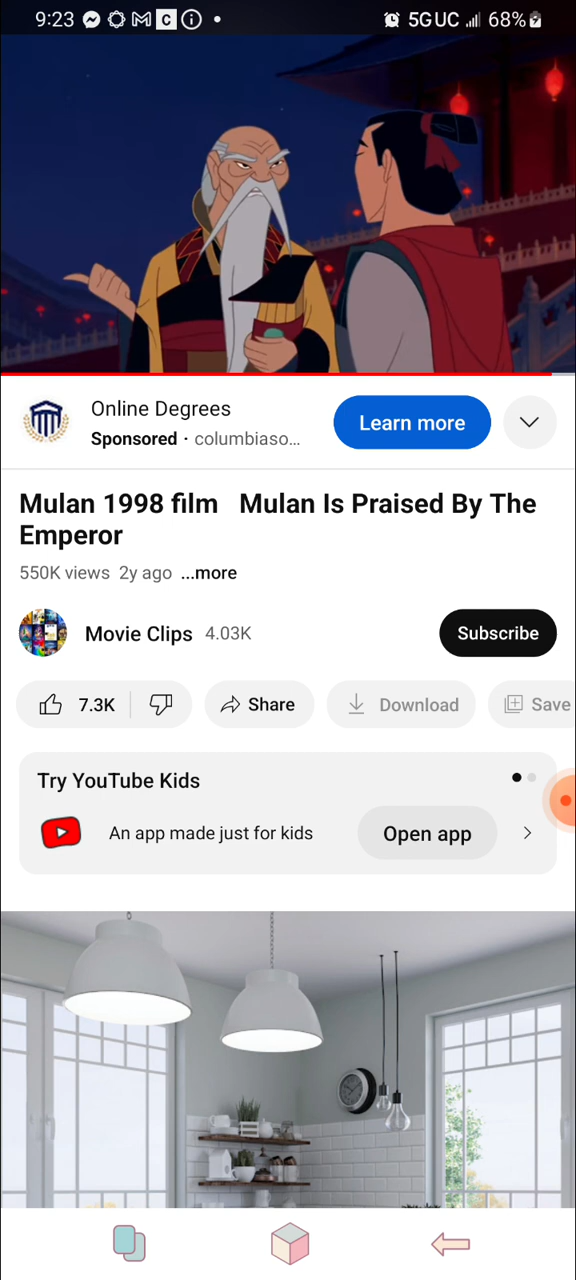 9:23
C
5G UC
68%
Online Degrees
Learn more
Sponsored · columbiaso...
Mulan 1998 film Mulan Is Praised By The
Emperor
550K views 2y ago ...more
Movie Clips 4.03K
Subscribe
7.3K
Share
Download
Save
Try YouTube Kids
An app made just for kids
Open app